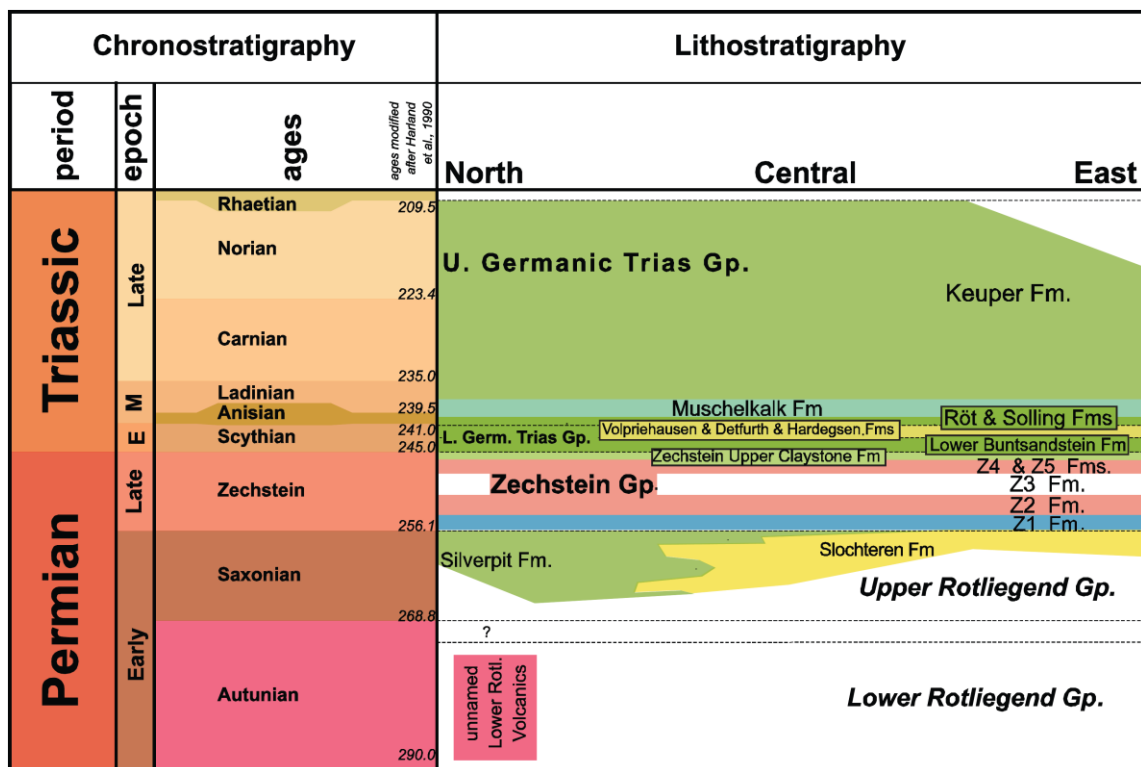 Chronostratigraphy
Lithostratigraphy
period
epoch
ages
ages modified
after Harland
et al., 1990
North
Central
East
Triassic
Permian
Late
M
E
Late
Early
Rhaetian
209.5
Norian
223.4
Carnian
235.0
Ladinian
239.5
Anisian
241.0
Scythian
245.0
Zechstein
256.1
Saxonian
268.8
Autunian
290.0
U. Germanic Trias Gp.
Keuper Fm.
Muschelkalk Fm
Röt & Solling Fms
Volpriehausen & Detfurth & Hardegsen.Fms
L. Germ. Trias Gp.
Lower Buntsandstein Fm
Zechstein Upper Claystone Fm
Z4 & Z5 Fms.
Zechstein Gp.
Z3 Fm.
Z2 Fm.
Z1 Fm.
Silverpit Fm.
Slochteren Fm
Upper Rotliegend Gp.
?
unnamed
Lower Rotl.
Volcanics
Lower Rotliegend Gp.